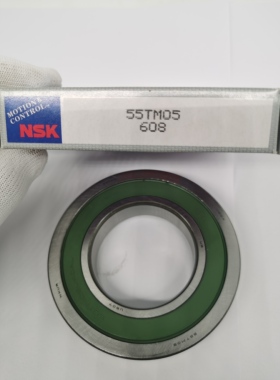 MOTION &
CONTROL
NSK
55TM05
608